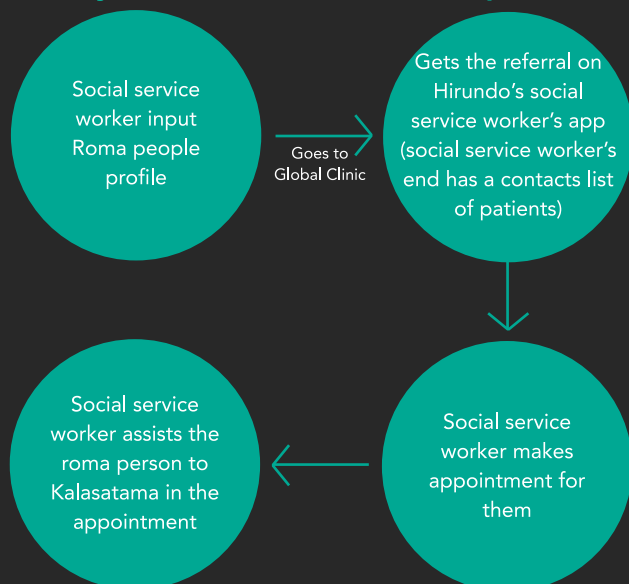 Social service
worker input
Roma people
profile
Goes to
Global Clinic
Gets the referral on
Hirundo's social
service worker's app
(social service worker's
end has a contacts list
of patients)
Social service
worker makes
appointment for
them
Social service
worker assists the
roma person to
Kalasatama in the
appointment